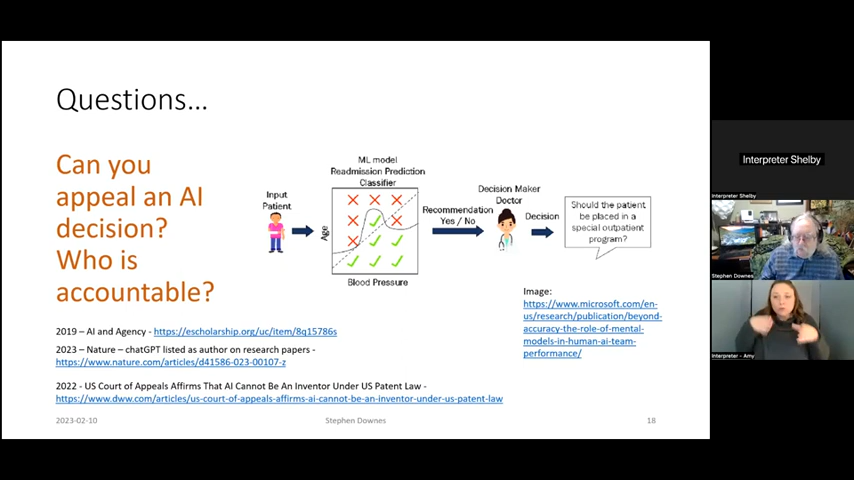 Questions...
Can you
appeal an AI
decision?
Who is
accountable?
ML model
Readmission Prediction
Classifier
Input
Patient
Age
Blood Pressure
Recommendation
Yes / No
Decision Maker
Doctor
Decision
Should the patient
be placed in a
special outpatient
program?
Image:
https://www.microsoft.com/en-
us/research/publication/beyond-
accuracy-the-role-of-mental-
models-in-human-ai-team-
performance/
2019 – AI and Agency - https://escholarship.org/uc/item/8q15786s
2023 – Nature – chatGPT listed as author on research papers -
https://www.nature.com/articles/d41586-023-00107-z
2022 - US Court of Appeals Affirms That AI Cannot Be An Inventor Under US Patent Law -
https://www.dww.com/articles/us-court-of-appeals-affirms-ai-cannot-be-an-inventor-under-us-patent-law
2023-02-10
Stephen Downes
18
Interpreter Shelby
Interpreter Shelby
Stephen Downes
Interpreter - Amy